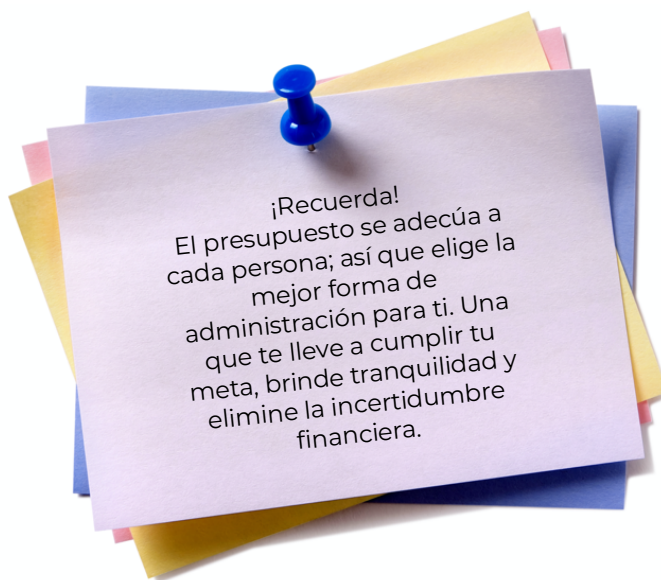 ¡Recuerda!
El presupuesto se adecúa a
cada persona; así que elige la
mejor forma de
administración para ti. Una
que te lleve a cumplir tu
meta, brinde tranquilidad y
elimine la incertidumbre
financiera.